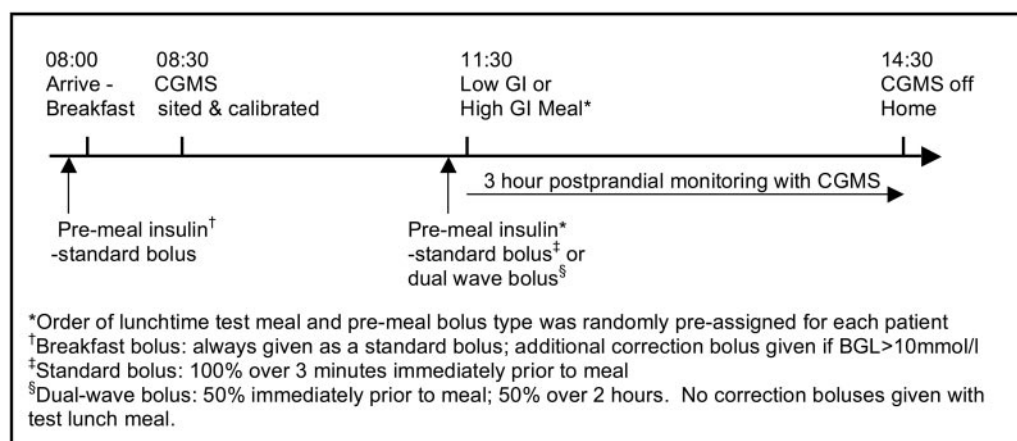 08:00
Arrive -
Breakfast
08:30
CGMS
sited & calibrated
11:30
Low GI or
High GI Meal*
14:30
CGMS off
Home
3 hour postprandial monitoring with CGMS
Pre-meal insulin†
-standard bolus
Pre-meal insulin*
-standard bolus‡ or
dual wave bolus§
*Order of lunchtime test meal and pre-meal bolus type was randomly pre-assigned for each patient
†Breakfast bolus: always given as a standard bolus; additional correction bolus given if BGL>10mmol/l
‡Standard bolus: 100% over 3 minutes immediately prior to meal
§Dual-wave bolus: 50% immediately prior to meal; 50% over 2 hours.  No correction boluses given with
test lunch meal.